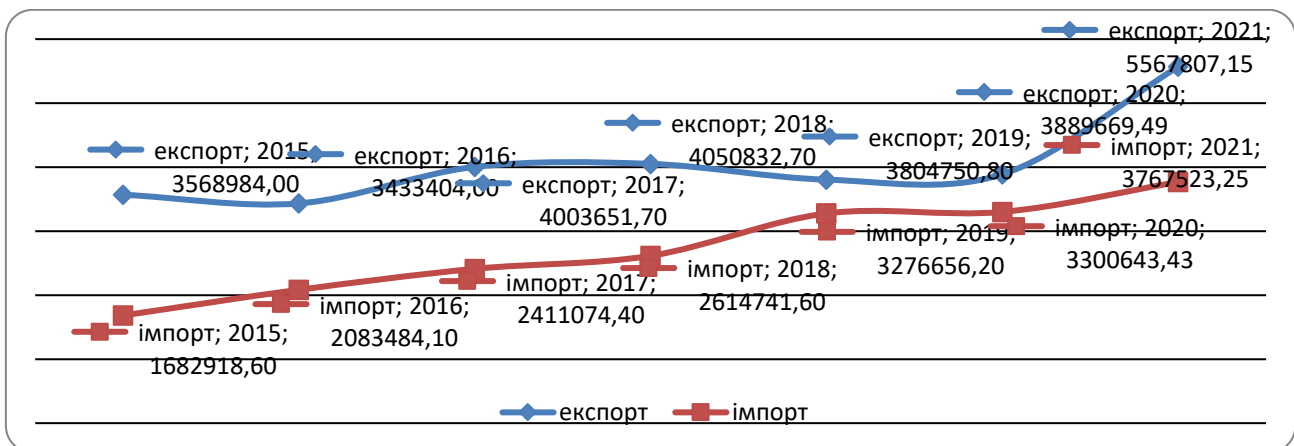 експорт; 2021;
5567807,15
експорт; 2020;
3889669,49
експорт; 2018;
4050832,70
експорт; 2019;
3804750,80
імпорт; 2021;
3767523,25
експорт; 2015;
3568984,00
експорт; 2016;
3433404,00
експорт; 2017;
4003651,70
імпорт; 2019;
3276656,20
імпорт; 2020;
3300643,43
імпорт; 2018;
2614741,60
імпорт; 2017;
2411074,40
імпорт; 2016;
2083484,10
імпорт; 2015;
1682918,60
експорт
імпорт